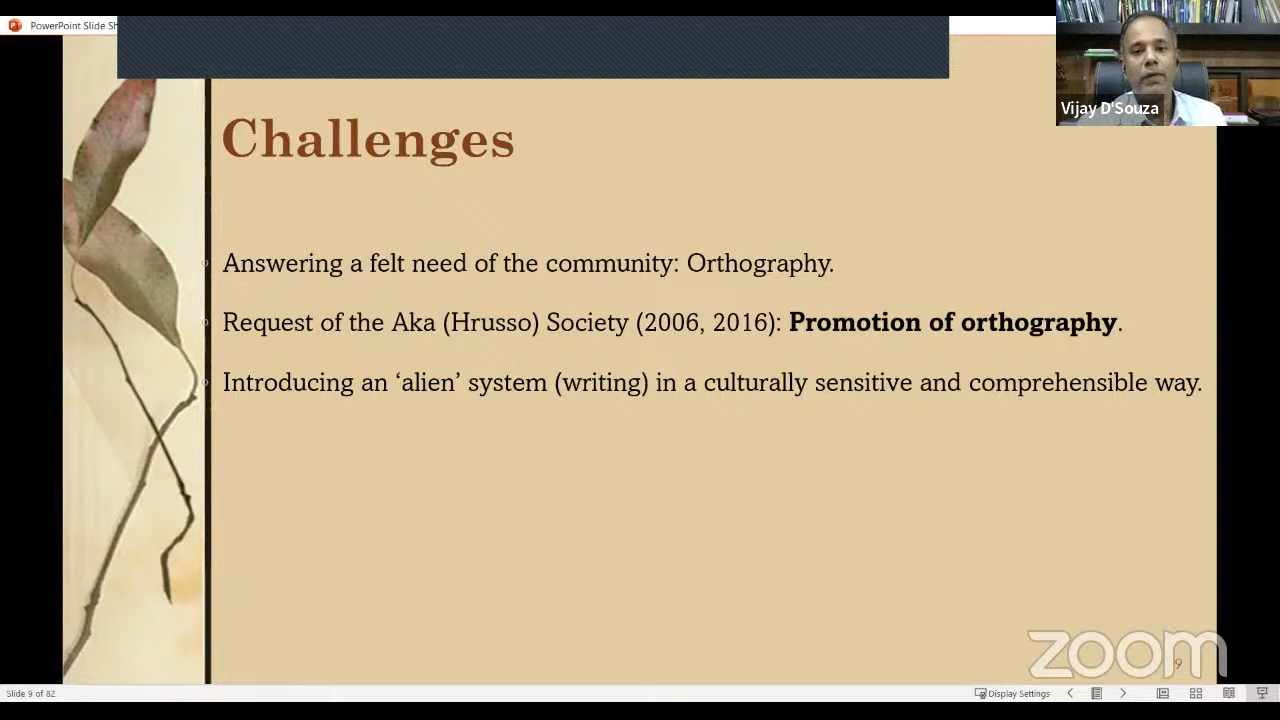 PowerPoint Slide Sh
Vijay D'Souza
Challenges
Answering a felt need of the community: Orthography.
Request of the Aka (Hrusso) Society (2006, 2016): Promotion of orthography.
Introducing an ‘alien’ system (writing) in a culturally sensitive and comprehensible way.
zoom
9
Slide 9 of 82
Display Settings